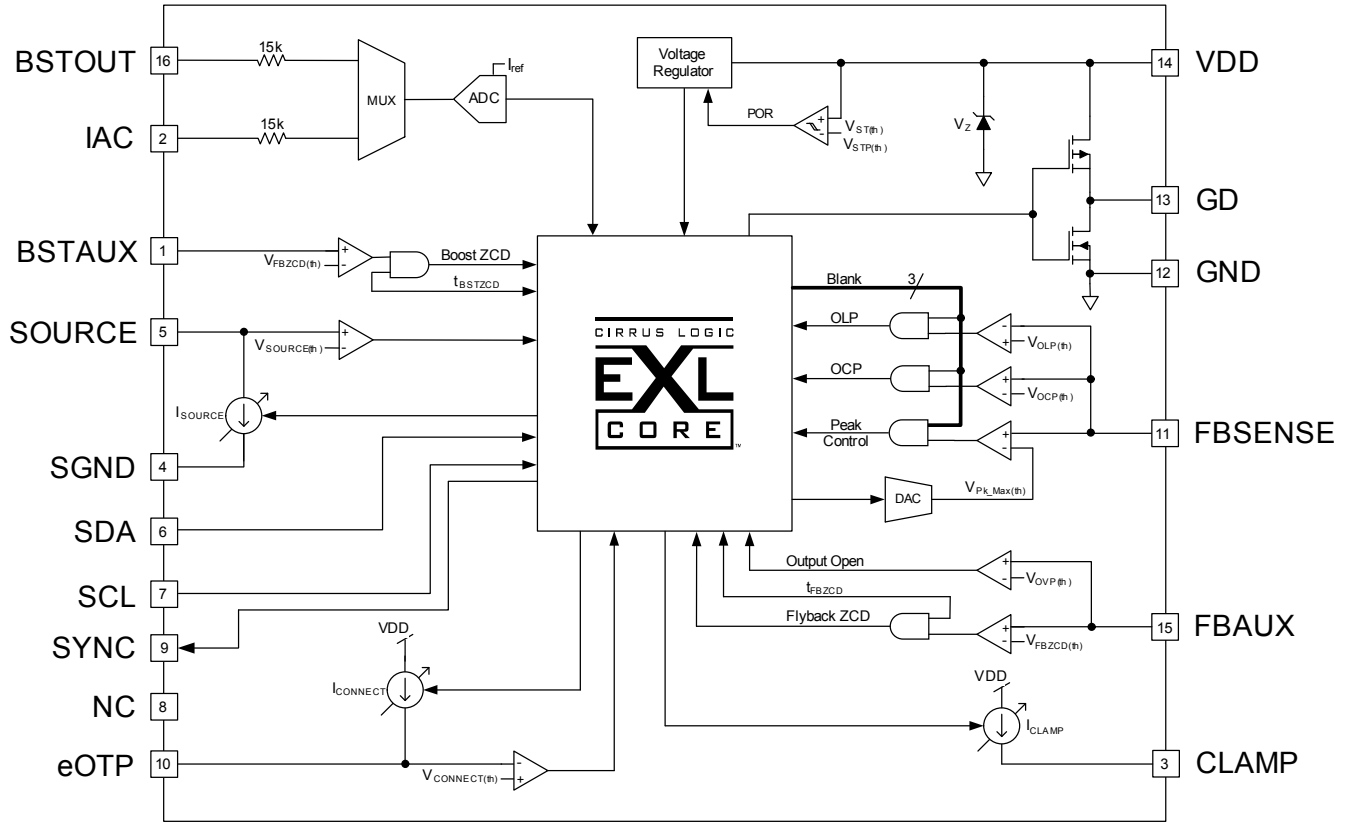 BSTOUT
16
15k
MUX
ADC
Iref
IAC
2
15k
Voltage
Regulator
POR
VST(th)
VSTP(th)
VZ
14
VDD
13
GD
12
GND
BSTAUX
1
VFBZCD(th)
Boost ZCD
tBSTZCD
SOURCE
5
VSOURCE(th)
ISOURCE
SGND
4
SDA
6
SCL
7
SYNC
9
NC
8
eOTP
10
VDD
ICONNECT
VCONNECT(th)
CIRRUS LOGIC
EXL
CORE
TM
Blank
3
OLP
VOLP(th)
OCP
VOCP(th)
Peak
Control
DAC
VPk_Max(th)
11
FBSENSE
Output Open
VOVP(th)
tFBZCD
Flyback ZCD
VFBZCD(th)
15
FBAUX
VDD
ICLAMP
3
CLAMP